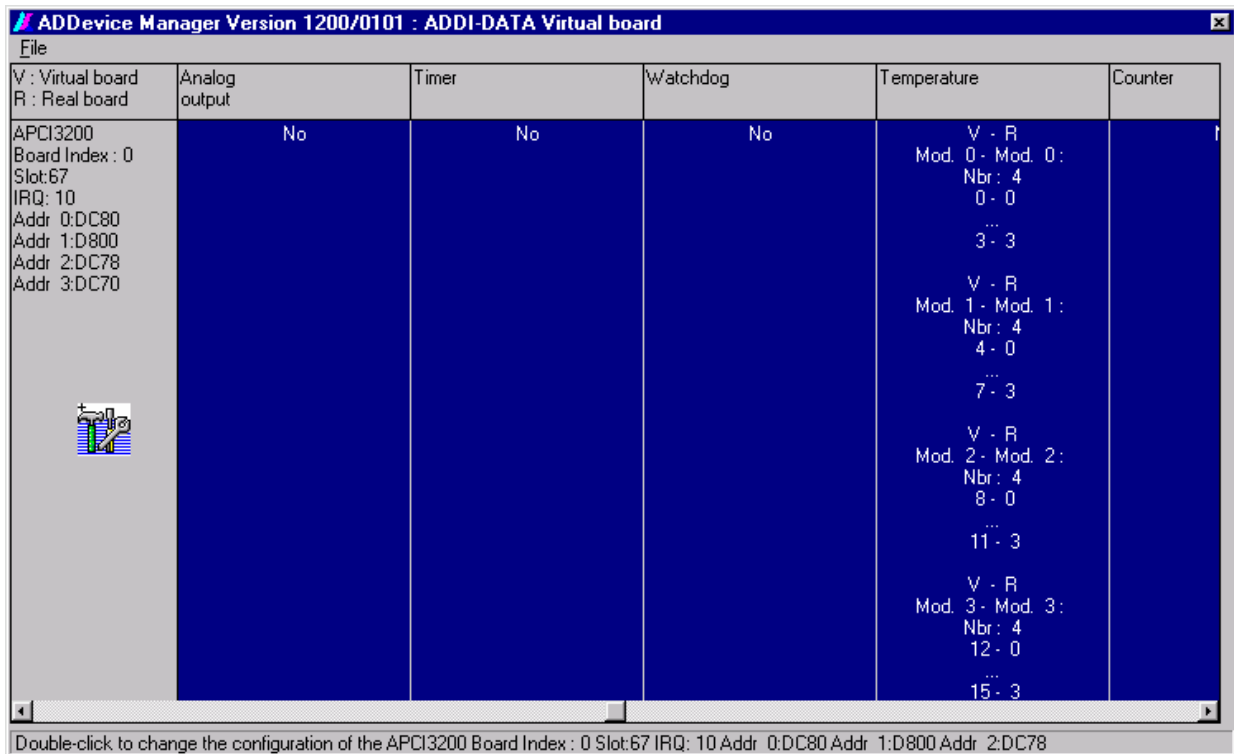 ADDevice Manager Version 1200/0101 : ADDI-DATA Virtual board
File
V : Virtual board
R : Real board
Analog
output
Timer
Watchdog
Temperature
Counter
APCI3200
Board Index : 0
Slot:67
IRQ: 10
Addr 0:DC80
Addr 1:D800
Addr 2:DC78
Addr 3:DC70
No
No
No
V - R
Mod. 0 - Mod. 0 :
Nbr : 4
0 - 0
...
3 - 3
V - R
Mod. 1 - Mod. 1 :
Nbr : 4
4 - 0
...
7 - 3
V - R
Mod. 2 - Mod. 2 :
Nbr : 4
8 - 0
...
11 - 3
V - R
Mod. 3 - Mod. 3 :
Nbr : 4
12 - 0
...
15 - 3
Double-click to change the configuration of the APCI3200 Board Index : 0 Slot:67 IRQ: 10 Addr 0:DC80 Addr 1:D800 Addr 2:DC78